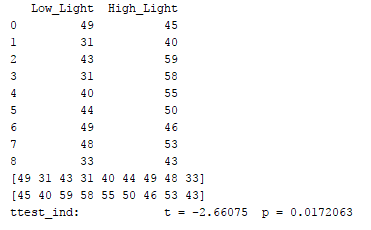 Low_Light High_Light
0 49 45
1 31 40
2 43 59
3 31 58
4 40 55
5 44 50
6 49 46
7 48 53
8 33 43
[49 31 43 31 40 44 49 48 33]
[45 40 59 58 55 50 46 53 43]
ttest_ind: t = -2.66075 p = 0.0172063